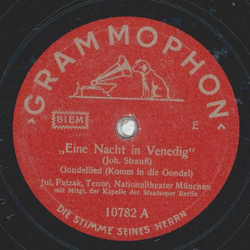 GRAMMOPHON
BIEM
E
„Eine Nacht in Venedig“
(Joh. Strauß)
Gondellied (Komm in die Gondel)
Jul. Patzak, Tenor, Nationaltheater München
mit Mitgl. der Kapelle der Staatsoper Berlin
10782 A
DIE STIMME SEINES HERRN